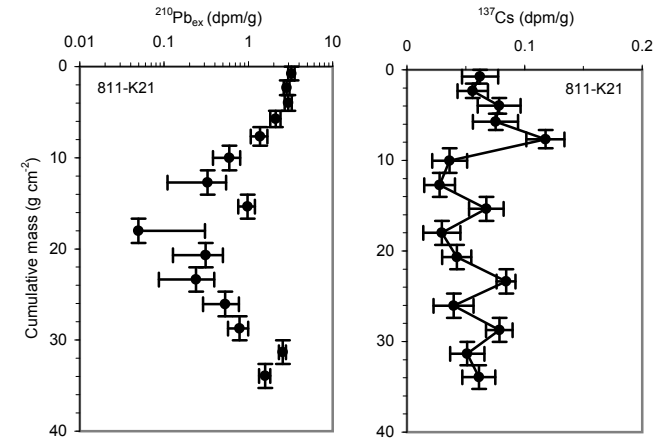 ²¹⁰Pbₑₓ (dpm/g)
0.01 0.1 1 10
0
10
20
30
40
811-K21
Cumulative mass (g cm⁻²)
¹³⁷Cs (dpm/g)
0 0.1 0.2
0
10
20
30
40
811-K21